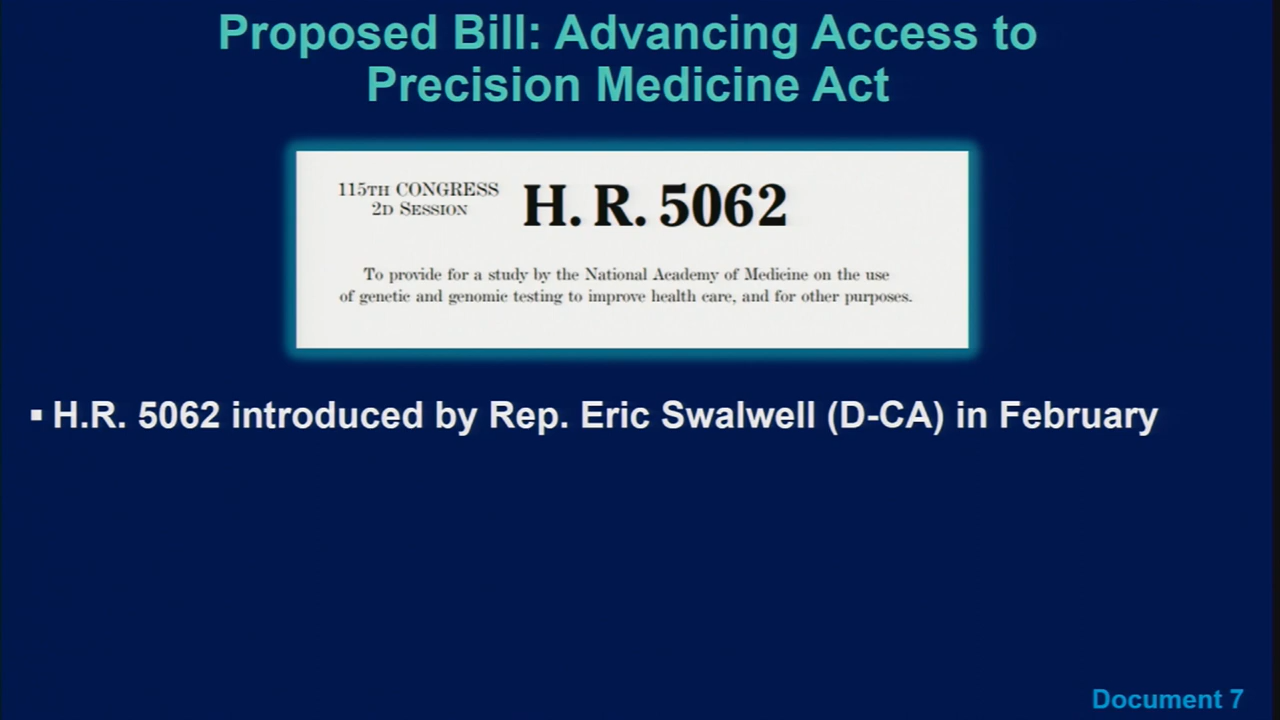 Proposed Bill: Advancing Access to
Precision Medicine Act
115TH CONGRESS
2D SESSION
H. R. 5062
To provide for a study by the National Academy of Medicine on the use
of genetic and genomic testing to improve health care, and for other purposes.
▪ H.R. 5062 introduced by Rep. Eric Swalwell (D-CA) in February
Document 7